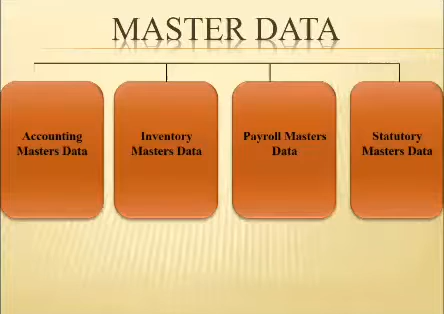 MASTER DATA
Accounting
Masters Data
Inventory
Masters Data
Payroll Masters
Data
Statutory
Masters Data